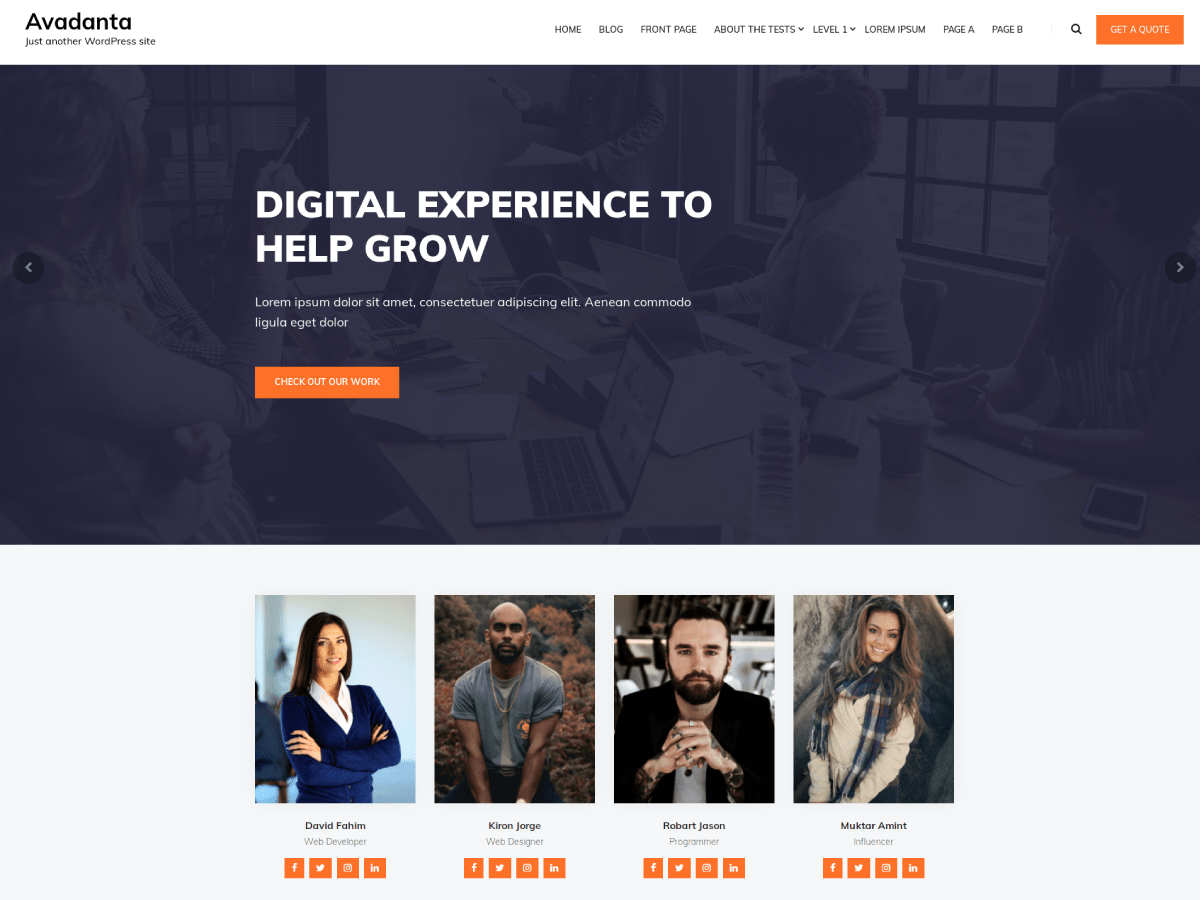 Avadanta
Just another WordPress site
HOME BLOG FRONT PAGE ABOUT THE TESTS LEVEL 1 LOREM IPSUM PAGE A PAGE B
GET A QUOTE
DIGITAL EXPERIENCE TO
HELP GROW
Lorem ipsum dolor sit amet, consectetuer adipiscing elit. Aenean commodo
ligula eget dolor
CHECK OUT OUR WORK
David Fahim
Web Developer
Kiron Jorge
Web Designer
Robart Jason
Programmer
Muktar Amint
Influencer